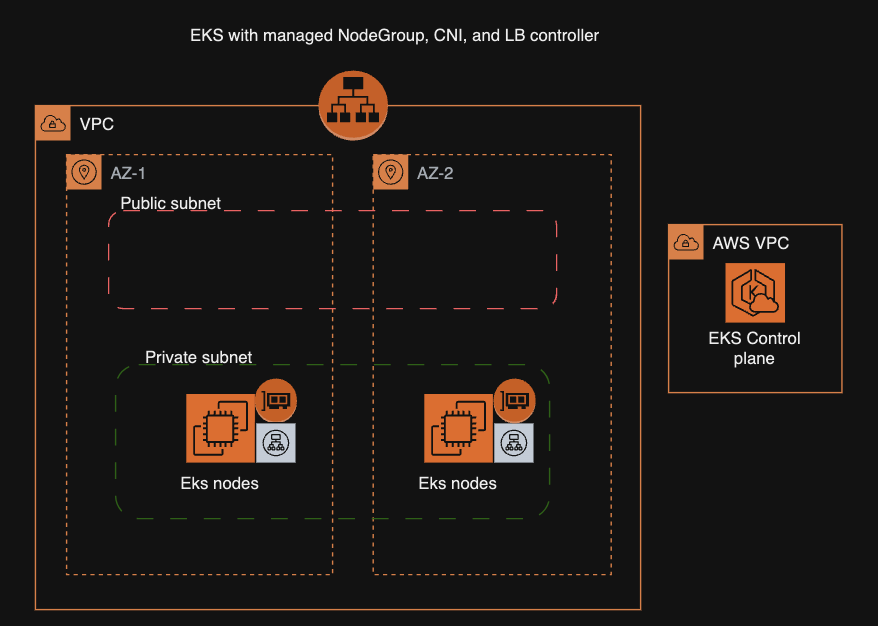 EKS with managed NodeGroup, CNI, and LB controller
VPC
AZ-1
AZ-2
Public subnet
AWS VPC
EKS Control
plane
Private subnet
Eks nodes
Eks nodes